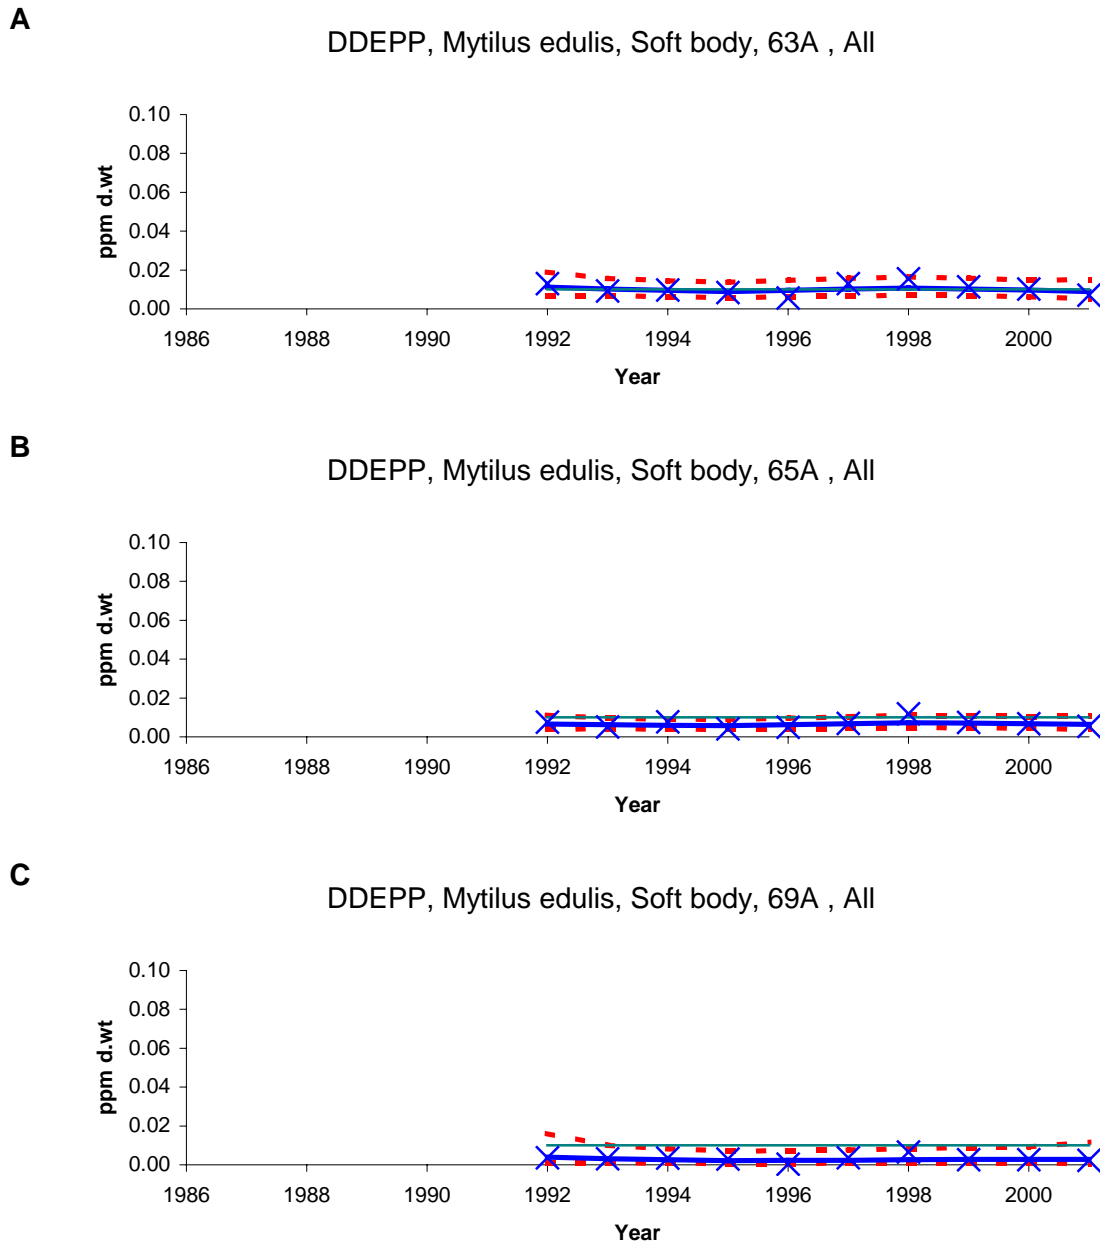 A
DDEPP, Mytilus edulis, Soft body, 63A , All
0.10
0.08
0.06
0.04
0.02
0.00
ppm d.wt
1986 1988 1990 1992 1994 1996 1998 2000
Year
B
DDEPP, Mytilus edulis, Soft body, 65A , All
0.10
0.08
0.06
0.04
0.02
0.00
ppm d.wt
1986 1988 1990 1992 1994 1996 1998 2000
Year
C
DDEPP, Mytilus edulis, Soft body, 69A , All
0.10
0.08
0.06
0.04
0.02
0.00
ppm d.wt
1986 1988 1990 1992 1994 1996 1998 2000
Year